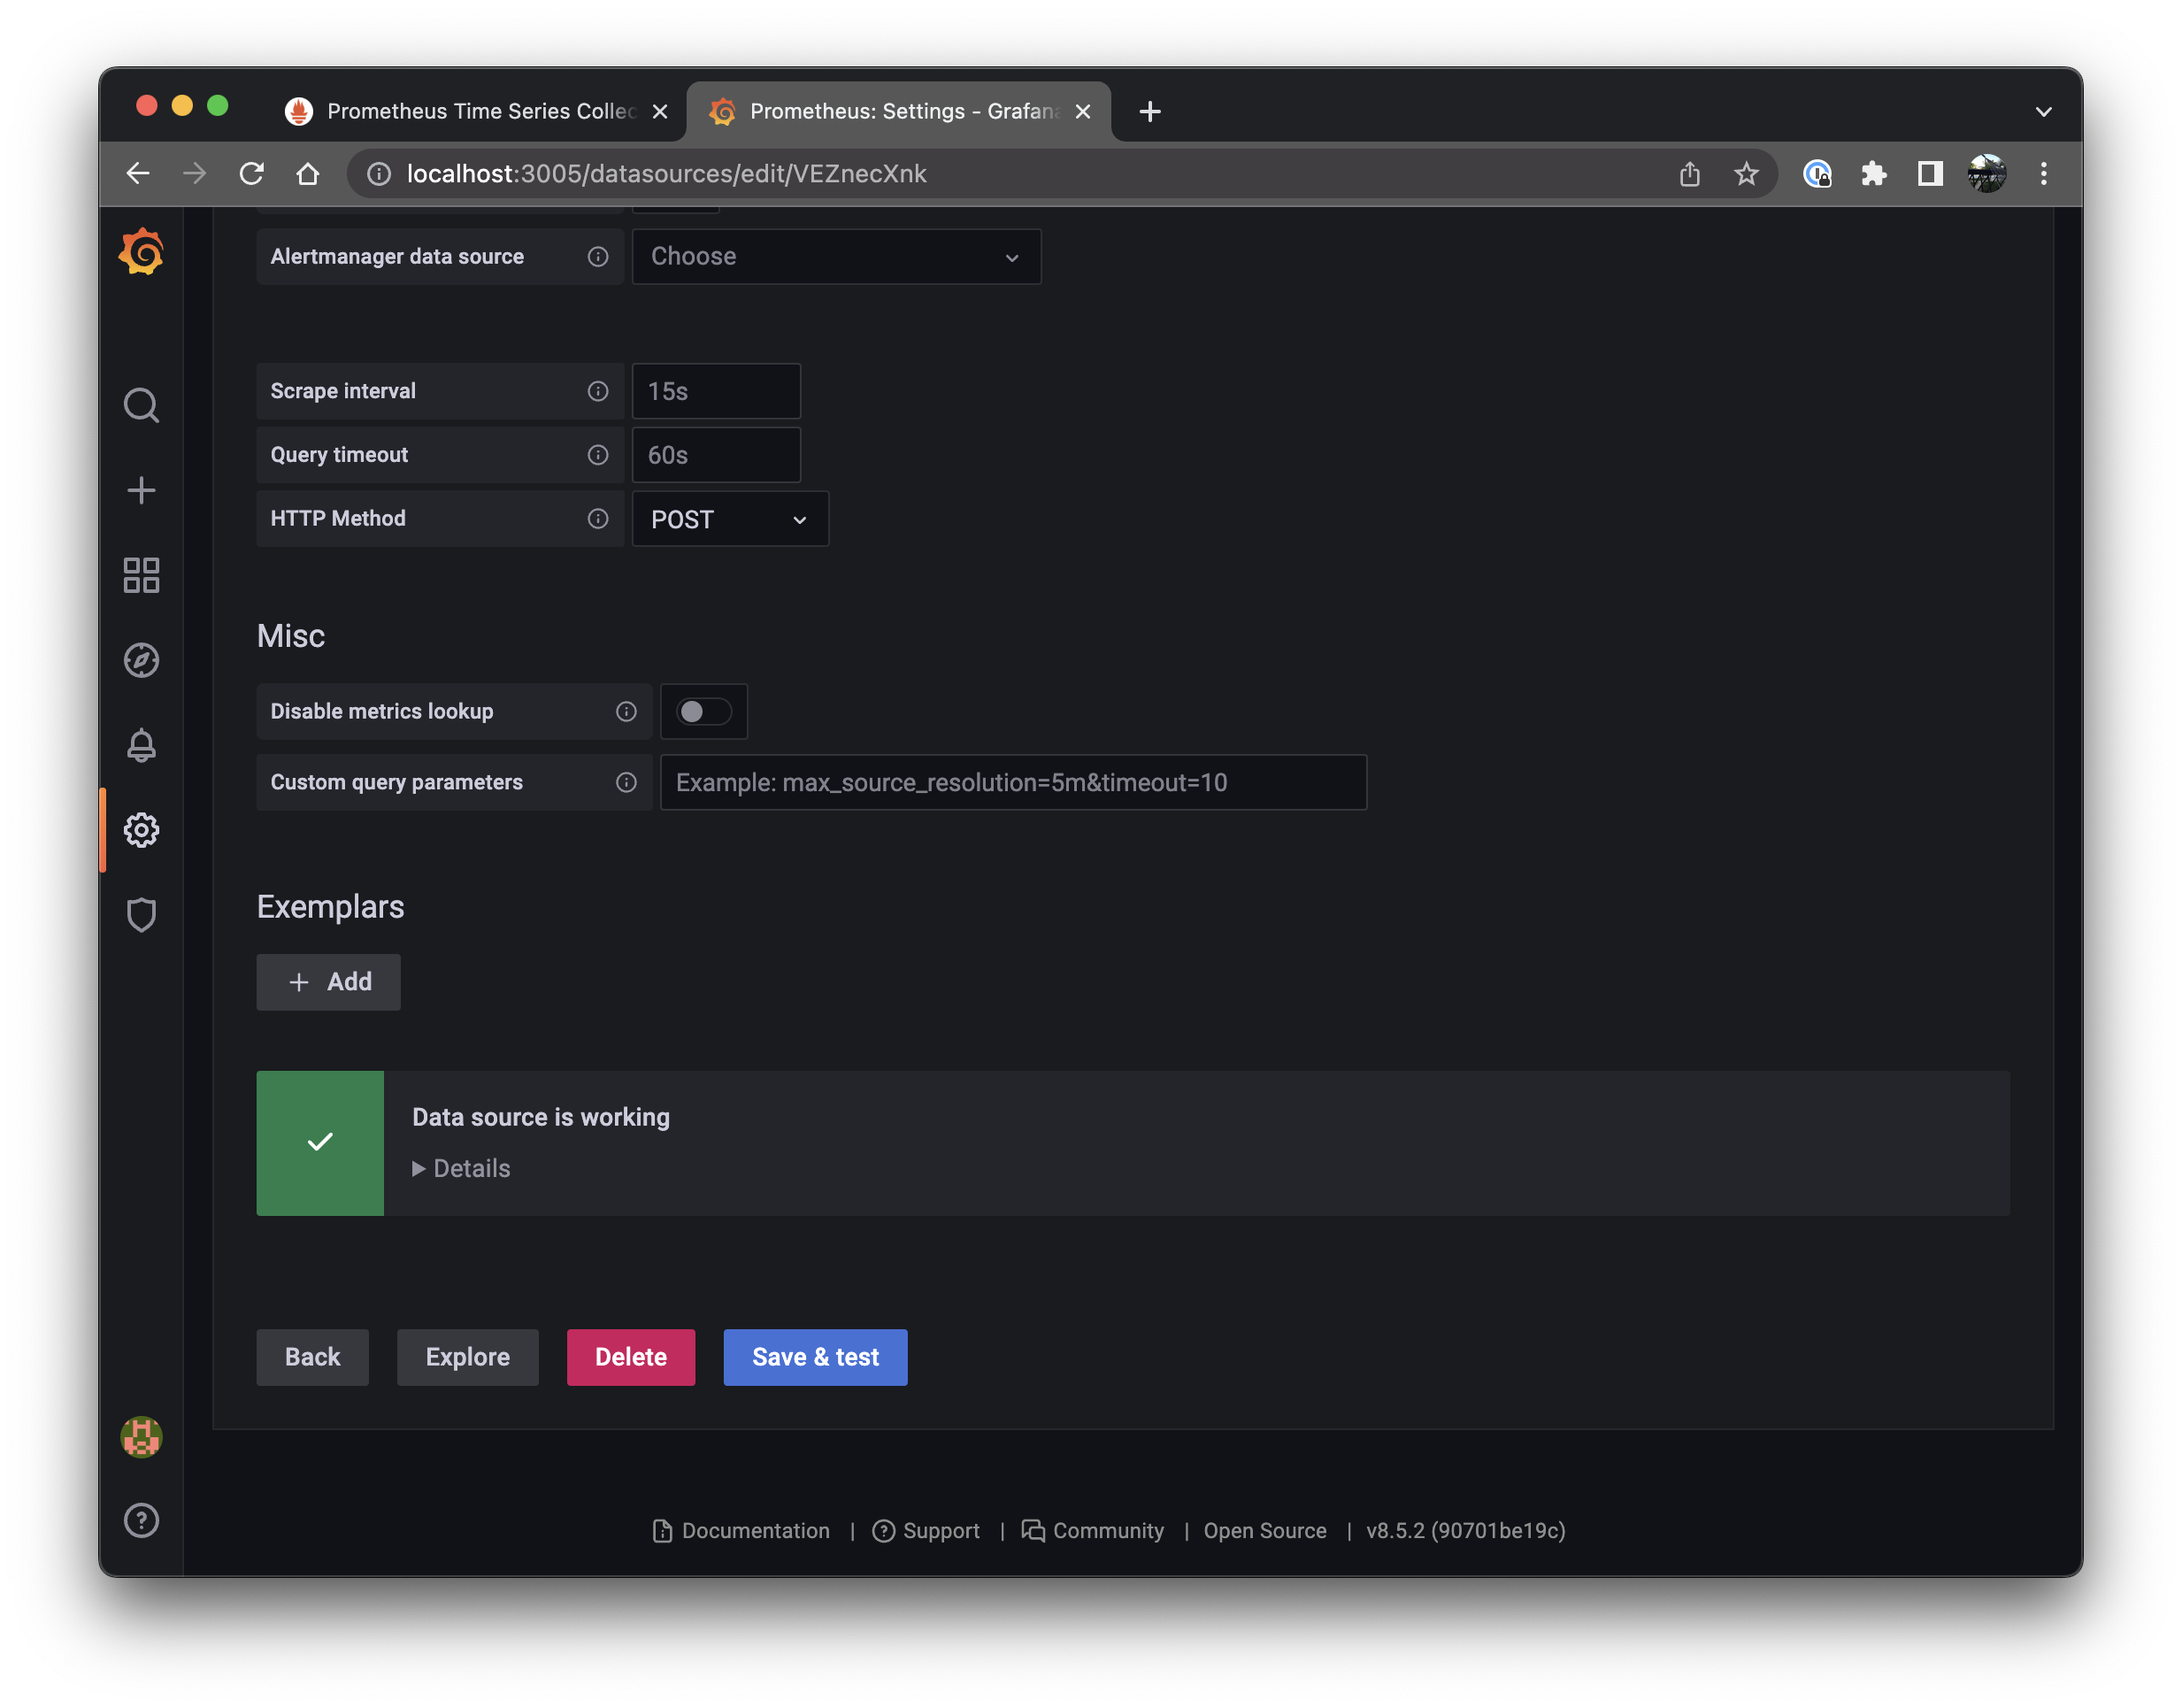 Prometheus Time Series Collec
Prometheus: Settings - Grafana
localhost:3005/datasources/edit/VEZnecXnk
Alertmanager data source
Choose
Scrape interval
15s
Query timeout
60s
HTTP Method
POST
Misc
Disable metrics lookup
Custom query parameters
Example: max_source_resolution=5m&timeout=10
Exemplars
+ Add
Data source is working
Details
Back
Explore
Delete
Save & test
Documentation | Support | Community | Open Source | v8.5.2 (90701be19c)